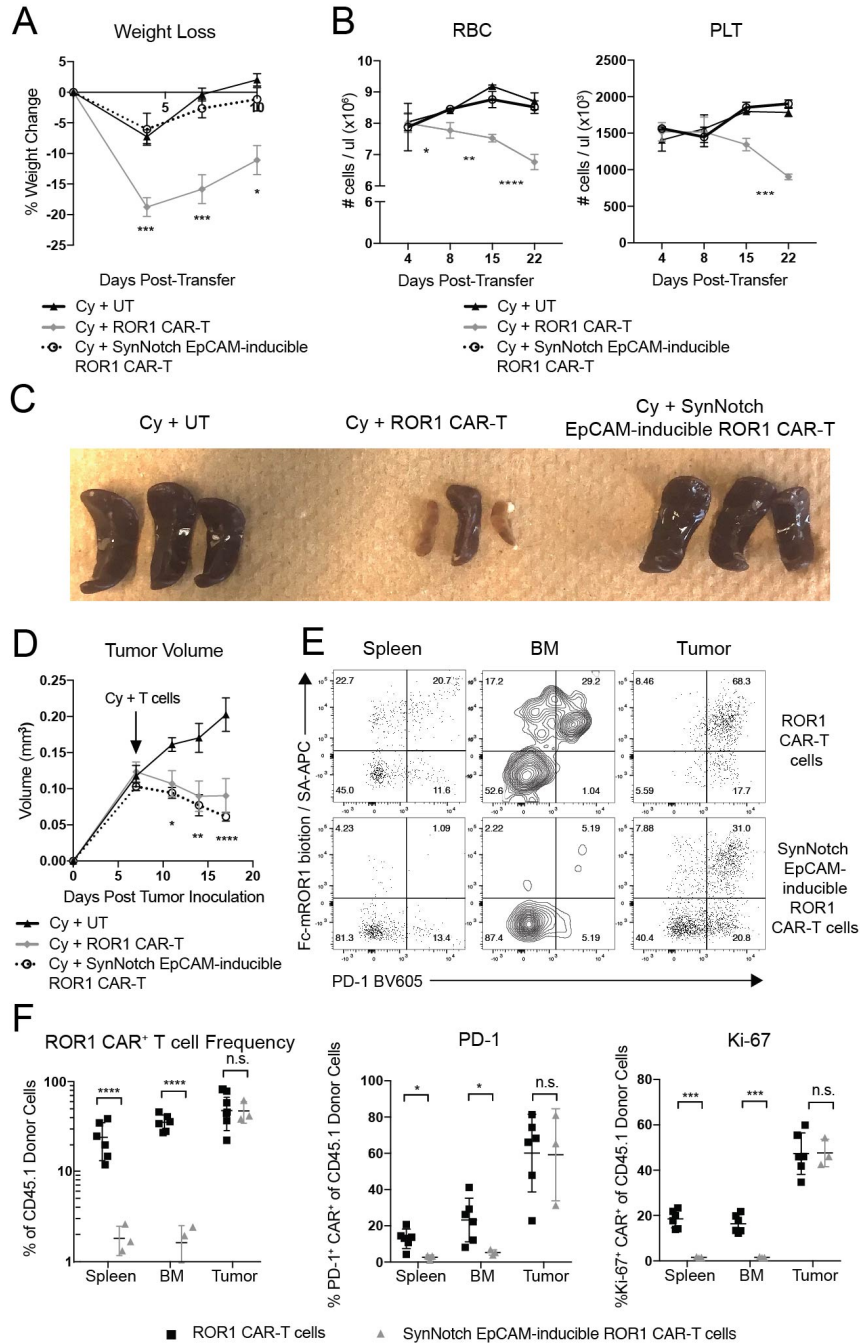 A
Weight Loss
5
0
-5
-10
-15
-20
-25
5
10
% Weight Change
***
***
*
Days Post-Transfer
Cy + UT
Cy + ROR1 CAR-T
Cy + SynNotch EpCAM-inducible
ROR1 CAR-T
B
RBC
10
9
8
7
6
6
0
# cells / ul (x10⁶)
*
**
****
4 8 15 22
Days Post-Transfer
PLT
2500
2000
1500
1000
500
0
# cells / ul (x10³)
***
4 8 15 22
Days Post-Transfer
Cy + UT
Cy + ROR1 CAR-T
Cy + SynNotch EpCAM-inducible
ROR1 CAR-T
C
Cy + UT
Cy + ROR1 CAR-T
Cy + SynNotch
EpCAM-inducible ROR1 CAR-T
D
Tumor Volume
Cy + T cells
0.25
0.20
0.15
0.10
0.05
0.00
Volume (mm³)
* ** ****
0 5 10 15 20
Days Post Tumor Inoculation
Cy + UT
Cy + ROR1 CAR-T
Cy + SynNotch EpCAM-inducible
ROR1 CAR-T
E
Spleen BM Tumor
22.7 20.7
45.0 11.6
17.2 29.2
52.6 1.04
8.46 68.3
5.59 17.7
ROR1
CAR-T
cells
4.23 1.09
81.3 13.4
2.22 5.19
87.4 5.19
7.88 31.0
40.4 20.8
SynNotch
EpCAM-
inducible
ROR1
CAR-T cells
Fc-mROR1 biotion / SA-APC
PD-1 BV605
F
ROR1 CAR⁺ T cell Frequency
% of CD45.1 Donor Cells
100
10
1
**** **** n.s.
Spleen BM Tumor
PD-1
% PD-1⁺ CAR⁺ of CD45.1 Donor Cells
100
80
60
40
20
0
* * n.s.
Spleen BM Tumor
Ki-67
%Ki-67⁺ CAR⁺ of CD45.1 Donor Cells
80
60
40
20
0
*** *** n.s.
Spleen BM Tumor
ROR1 CAR-T cells
SynNotch EpCAM-inducible ROR1 CAR-T cells